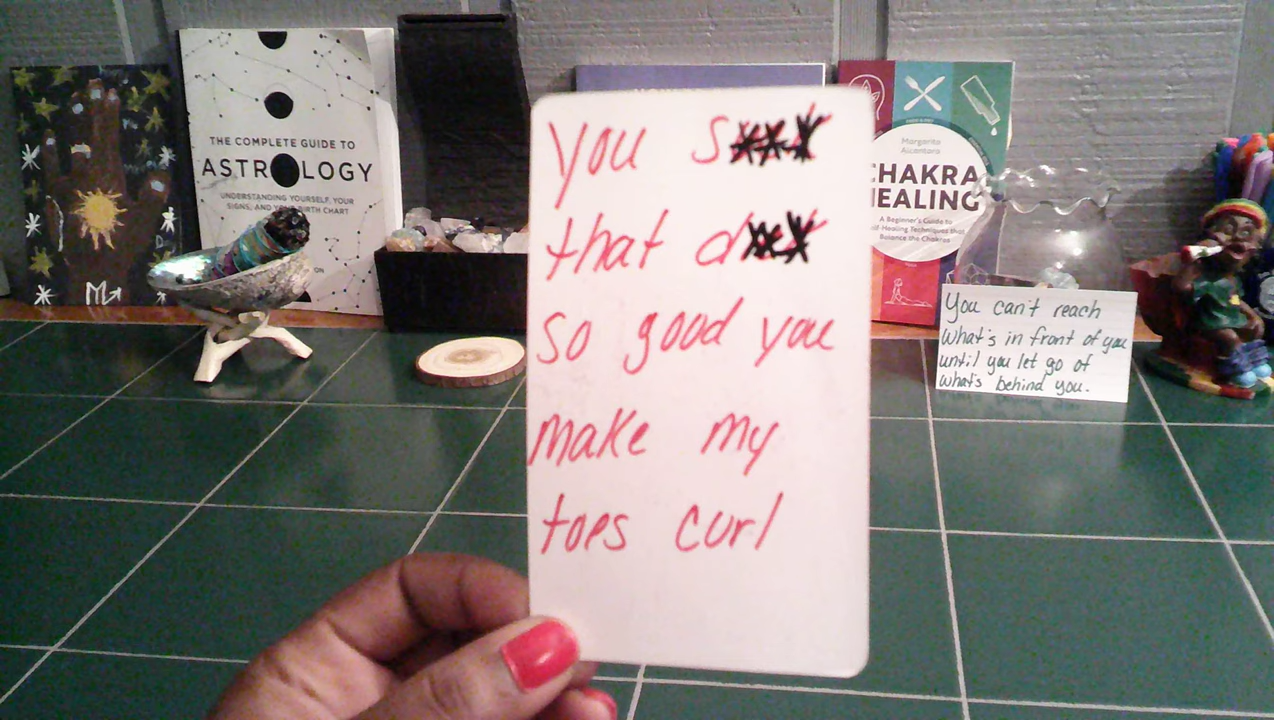 THE COMPLETE GUIDE TO
ASTROLOGY
UNDERSTANDING YOURSELF, YOUR
SIGNS, AND YOUR BIRTH CHART
you s***
that d***
so good you
make my
toes curl
Margarita
Alcantara
CHAKRA
HEALING
A Beginner's Guide to
Self-Healing Techniques that
Balance the Chakras
You can't reach
what's in front of you
until you let go of
what's behind you.